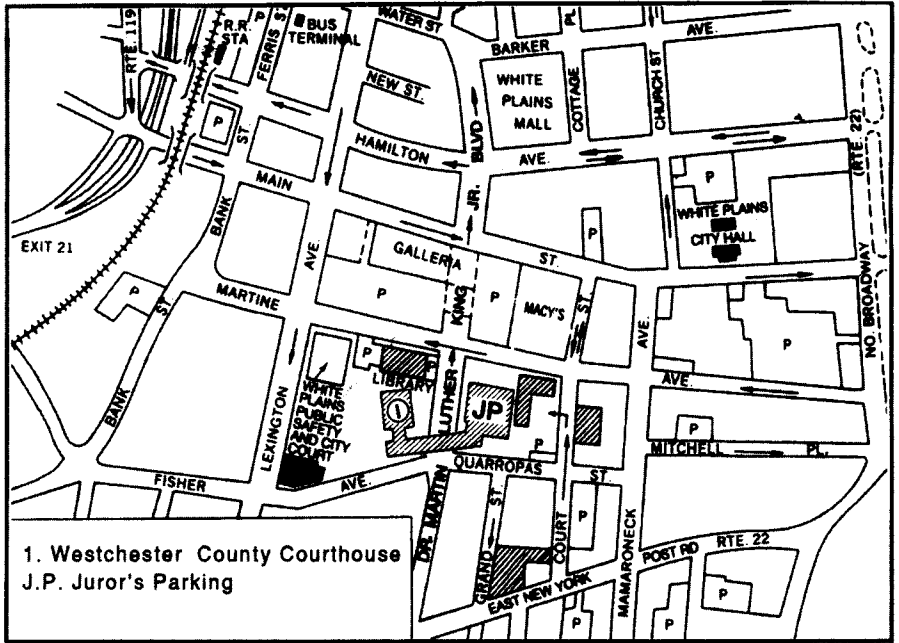 WATER ST
BUS
TERMINAL
R.R.
STA
P
FERRIS ST.
RTE. 119
BARKER
AVE.
PL
COTTAGE
CHURCH ST
WHITE
PLAINS
MALL
NEW ST.
P
ST.
HAMILTON
AVE.
BLVD
JR.
KING
LUTHER
DR. MARTIN
(RTE. 22)
NO. BROADWAY
MAIN
ST.
BANK
P
WHITE PLAINS
CITY HALL
P
EXIT 21
AVE.
GALLERIA
P
P
MACY'S
ST.
AVE.
P
P
ST.
MARTINE
AVE.
P
P
LIBRARY
1
JP
LEXINGTON
WHITE
PLAINS
PUBLIC
SAFETY
AND CITY
COURT
BANK
P
P
MITCHELL PL.
QUARROPAS
ST.
FISHER
AVE.
ST.
GRAND
COURT
P
MAMARONECK
POST RD RTE. 22
EAST NEW YORK
P
P
P
1. Westchester County Courthouse
J.P. Juror's Parking